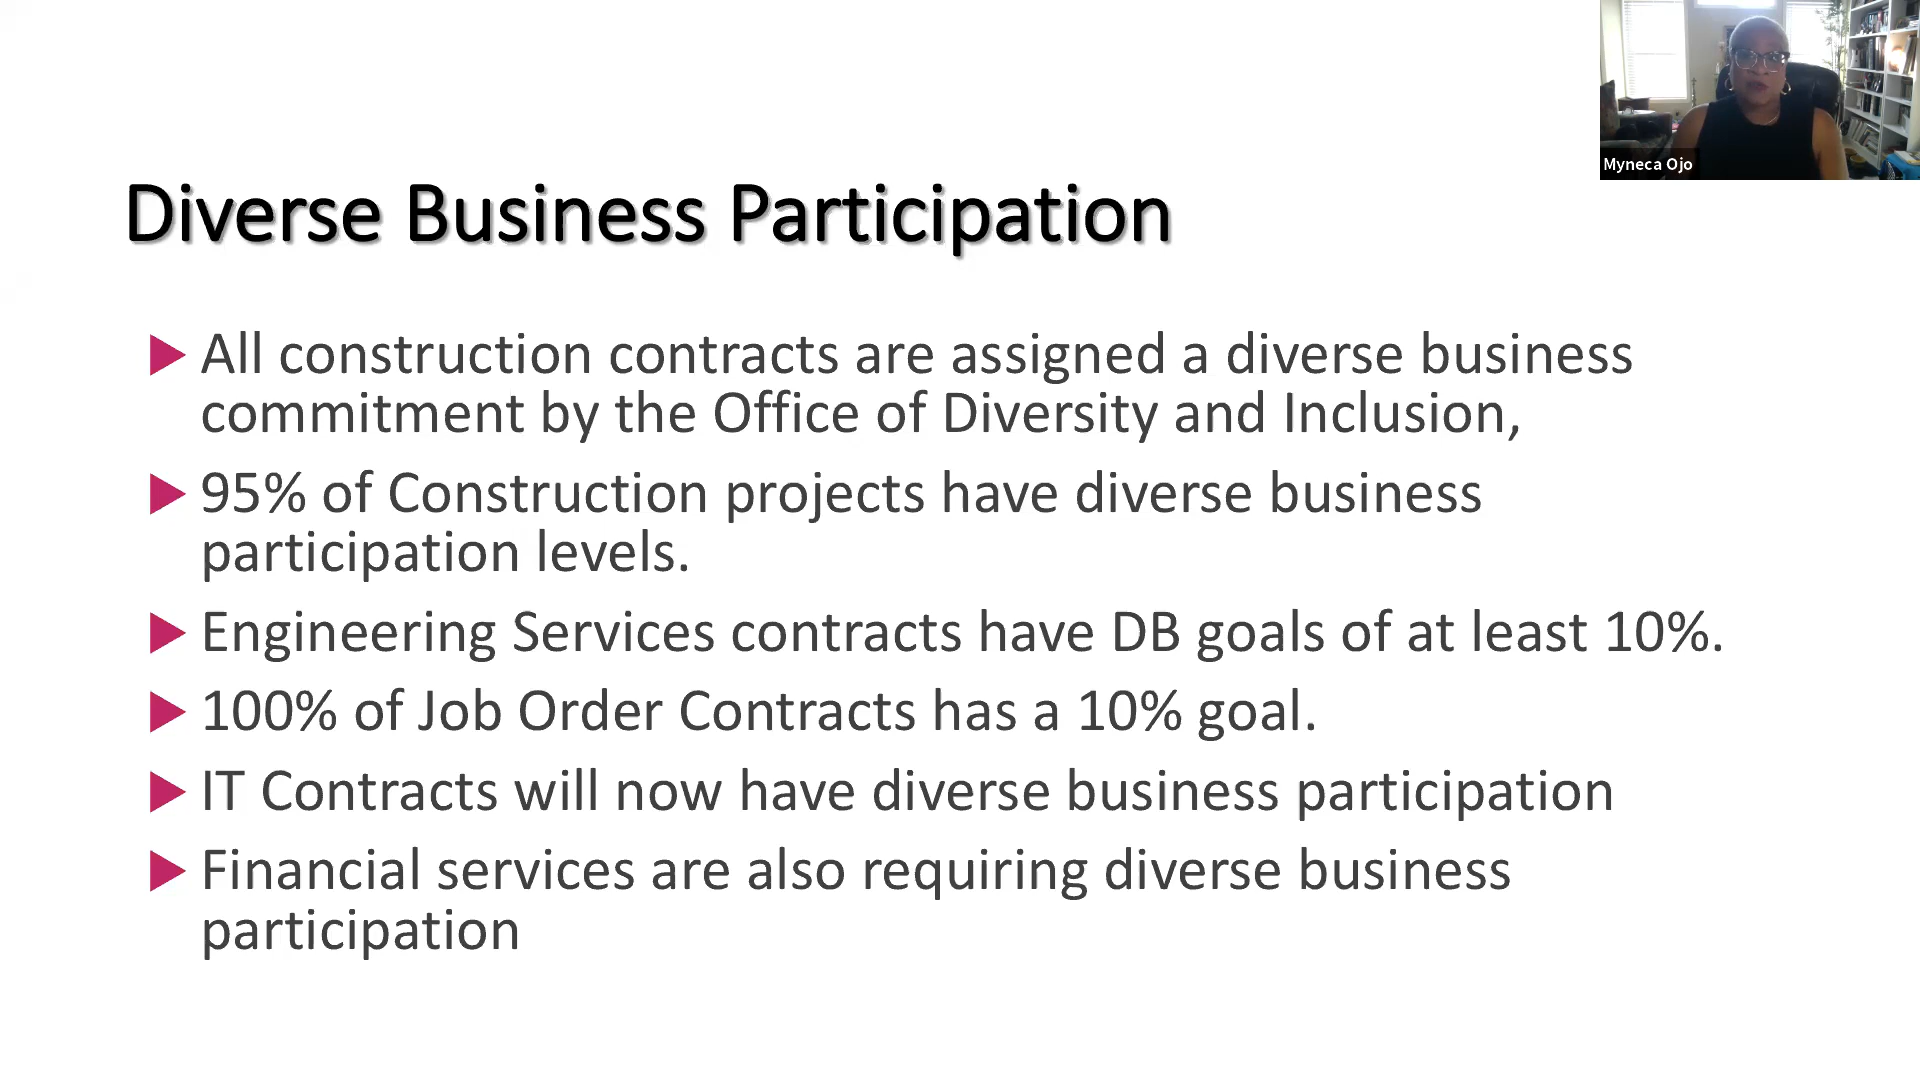 Myneca Ojo
Diverse Business Participation
All construction contracts are assigned a diverse business
commitment by the Office of Diversity and Inclusion,
95% of Construction projects have diverse business
participation levels.
Engineering Services contracts have DB goals of at least 10%.
100% of Job Order Contracts has a 10% goal.
IT Contracts will now have diverse business participation
Financial services are also requiring diverse business
participation